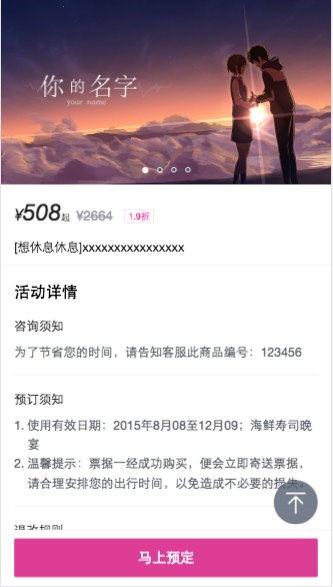 你的名字
your name
¥508起 ¥2664 1.9折
[想休息休息]xxxxxxxxxxxxxxxx
活动详情
咨询须知
为了节省您的时间，请告知客服此商品编号：123456
预订须知
1. 使用有效日期：2015年8月08至12月09；海鲜寿司晚
宴
2. 温馨提示：票据一经成功购买，便会立即寄送票据，
请合理安排您的出行时间，以免造成不必要的损失。
退改规则
马上预定